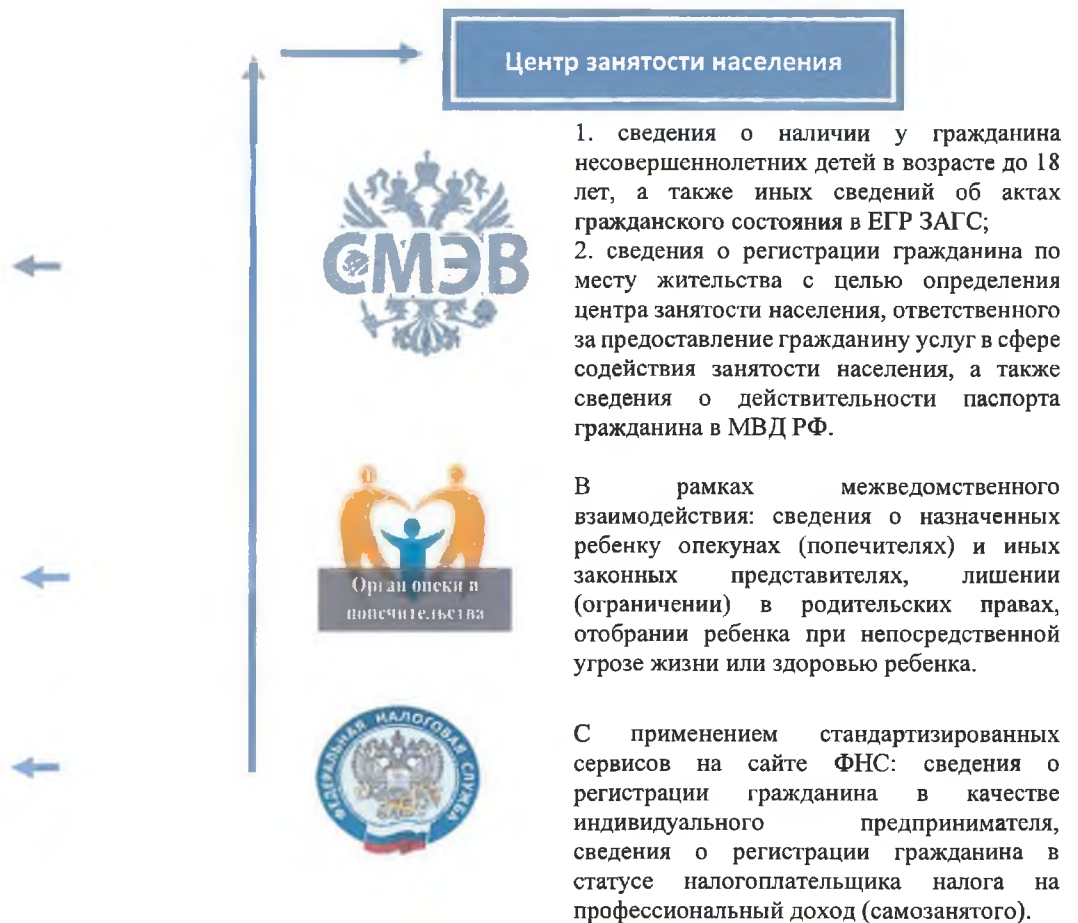 Центр занятости населения
1. сведения о наличии у гражданина
несовершеннолетних детей в возрасте до 18
лет, а также иных сведений об актах
гражданского состояния в ЕГР ЗАГС;
2. сведения о регистрации гражданина по
месту жительства с целью определения
центра занятости населения, ответственного
за предоставление гражданину услуг в сфере
содействия занятости населения, а также
сведения о действительности паспорта
гражданина в МВД РФ.
СМЭВ
В рамках межведомственного
взаимодействия: сведения о назначенных
ребенку опекунах (попечителях) и иных
законных представителях, лишении
(ограничении) в родительских правах,
отобрании ребенка при непосредственной
угрозе жизни или здоровью ребенка.
Орган опеки и
попечительства
С применением стандартизированных
сервисов на сайте ФНС: сведения о
регистрации гражданина в качестве
индивидуального предпринимателя,
сведения о регистрации гражданина в
статусе налогоплательщика налога на
профессиональный доход (самозанятого).
ФЕДЕРАЛЬНАЯ НАЛОГОВАЯ СЛУЖБА